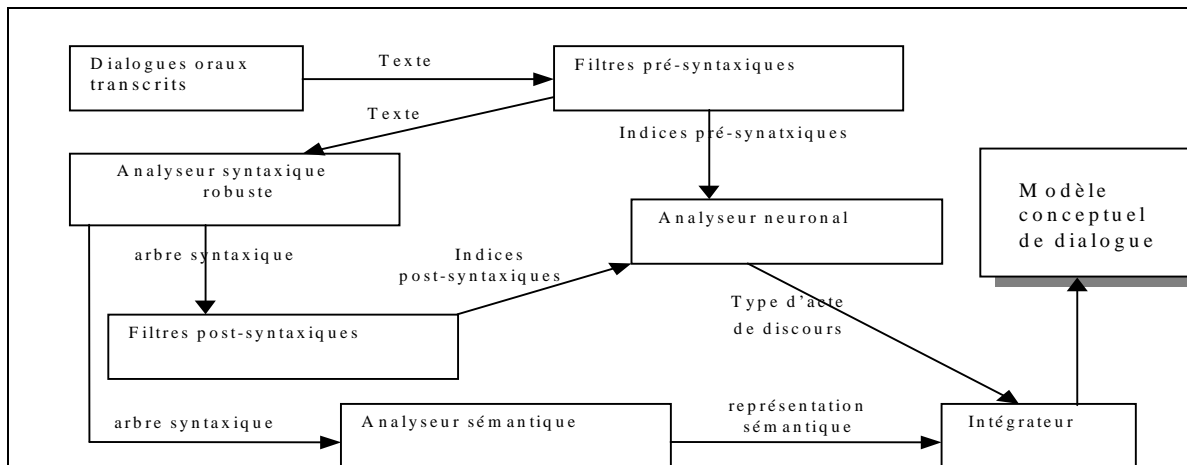 Dialogues oraux
transcrits
Texte
Filtres pré-syntaxiques
Texte
Indices pré-synatxiques
Analyseur syntaxique
robuste
Analyseur neuronal
Modèle
conceptuel
de dialogue
arbre syntaxique
Indices
post-syntaxiques
Type d'acte
de discours
Filtres post-syntaxiques
arbre syntaxique
Analyseur sémantique
représentation
sémantique
Intégrateur